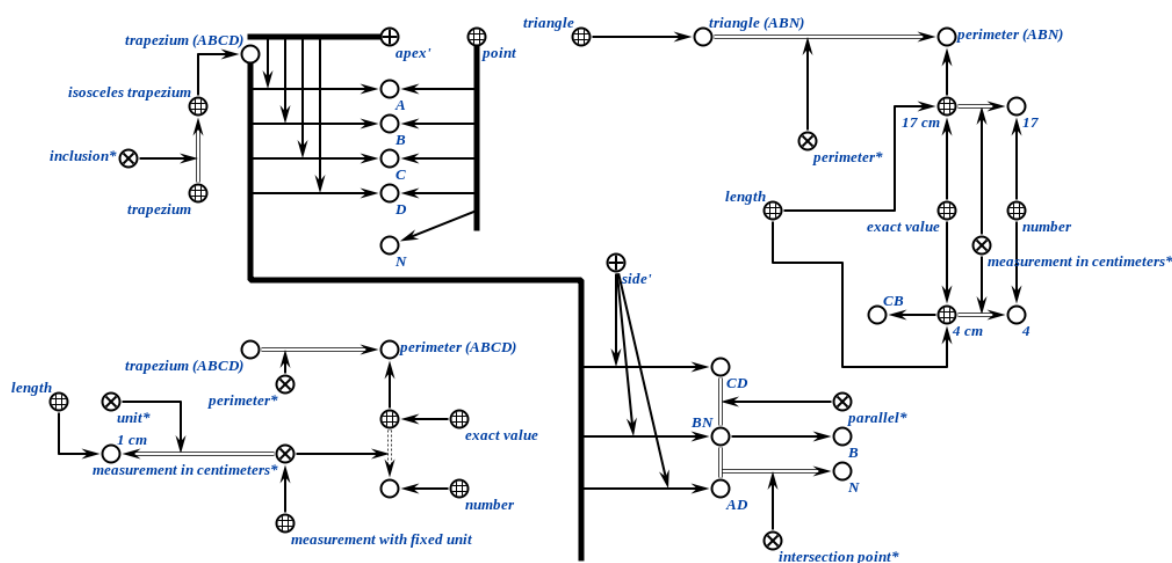 triangle
triangle (ABN)
perimeter (ABN)
trapezium (ABCD)
apex'
point
isosceles trapezium
A
17 cm
17
B
inclusion*
perimeter*
C
trapezium
D
length
exact value
number
N
side'
measurement in centimeters*
CB
4 cm
4
trapezium (ABCD)
perimeter (ABCD)
length
perimeter*
CD
unit*
BN
parallel*
1 cm
exact value
B
measurement in centimeters*
N
number
AD
measurement with fixed unit
intersection point*